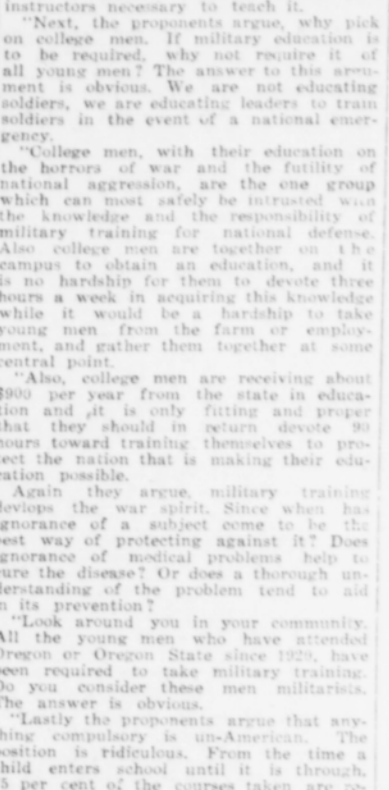 instructors necessary to teach it.
"Next, the proponents argue, why pick
on college men. If military education is
to be required, why not require it of
all young men? The answer to this argu-
ment is obvious. We are not educating
soldiers, we are educating leaders to train
soldiers in the event of a national emer-
gency.
"College men, with their education on
the horrors of war and the futility of
national aggression, are the one group
which can most safely be intrusted with
the knowledge and the responsibility of
military training for national defense.
Also college men are together on the
campus to obtain an education, and it
is no hardship for them to devote three
hours a week in acquiring this knowledge
while it would be a hardship to take
young men from the farm or employ-
ment, and gather them together at some
central point.
"Also, college men are receiving about
$900 per year from the state in educa-
tion and it is only fitting and proper
that they should in return devote 90
hours toward training themselves to pro-
tect the nation that is making their edu-
cation possible.
Again they argue, military training
devlops the war spirit. Since when has
ignorance of a subject come to be the
best way of protecting against it? Does
ignorance of medical problems help to
cure the disease? Or does a thorough un-
derstanding of the problem tend to aid
in its prevention?
"Look around you in your community.
All the young men who have attended
Oregon or Oregon State since 1920, have
been required to take military training.
Do you consider these men militarists.
The answer is obvious.
"Lastly the proponents argue that any-
thing compulsory is un-American. The
position is ridiculous. From the time a
child enters school until it is through,
5 per cent of the courses taken are re-